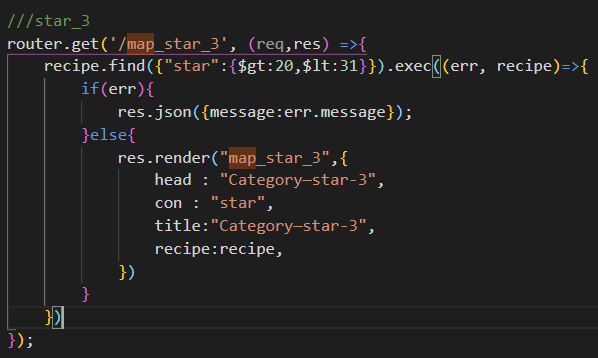 ///star_3
router.get('/map_star_3', (req,res) =>{
    recipe.find({"star":{$gt:20,$lt:31}}).exec((err, recipe)=>{
        if(err){
            res.json({message:err.message});
        }else{
            res.render("map_star_3",{
                head : "Category—star-3",
                con : "star",
                title:"Category—star-3",
                recipe:recipe,
            })
        }
    })
});